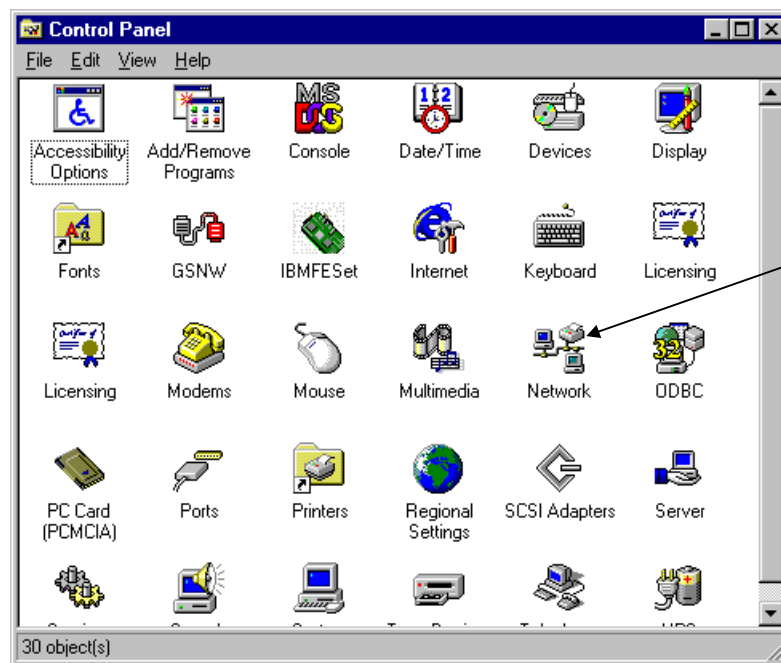 Control Panel
File Edit View Help
Accessibility Options
Add/Remove Programs
Console
Date/Time
Devices
Display
Fonts
GSNW
IBMFESet
Internet
Keyboard
Licensing
Licensing
Modems
Mouse
Multimedia
Network
ODBC
PC Card (PCMCIA)
Ports
Printers
Regional Settings
SCSI Adapters
Server
30 object(s)